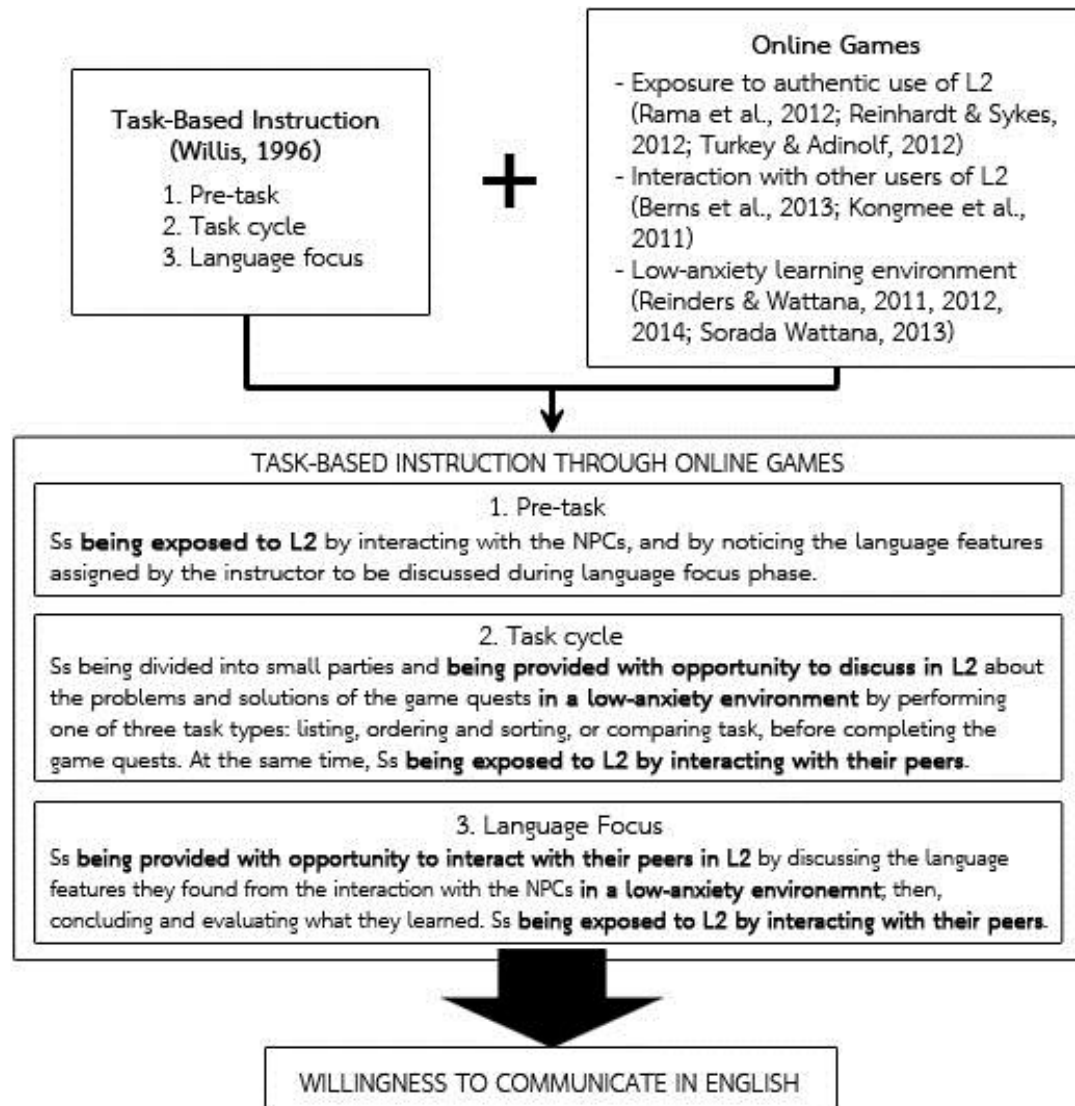 Task-Based Instruction
(Willis, 1996)
1. Pre-task
2. Task cycle
3. Language focus
+
Online Games
- Exposure to authentic use of L2
(Rama et al., 2012; Reinhardt & Sykes,
2012; Turkey & Adinolf, 2012)
- Interaction with other users of L2
(Berns et al., 2013; Kongmee et al.,
2011)
- Low-anxiety learning environment
(Reinders & Wattana, 2011, 2012,
2014; Sorada Wattana, 2013)
TASK-BASED INSTRUCTION THROUGH ONLINE GAMES
1. Pre-task
Ss being exposed to L2 by interacting with the NPCs, and by noticing the language features
assigned by the instructor to be discussed during language focus phase.
2. Task cycle
Ss being divided into small parties and being provided with opportunity to discuss in L2 about
the problems and solutions of the game quests in a low-anxiety environment by performing
one of three task types: listing, ordering and sorting, or comparing task, before completing the
game quests. At the same time, Ss being exposed to L2 by interacting with their peers.
3. Language Focus
Ss being provided with opportunity to interact with their peers in L2 by discussing the language
features they found from the interaction with the NPCs in a low-anxiety environemnt; then,
concluding and evaluating what they learned. Ss being exposed to L2 by interacting with their peers.
WILLINGNESS TO COMMUNICATE IN ENGLISH